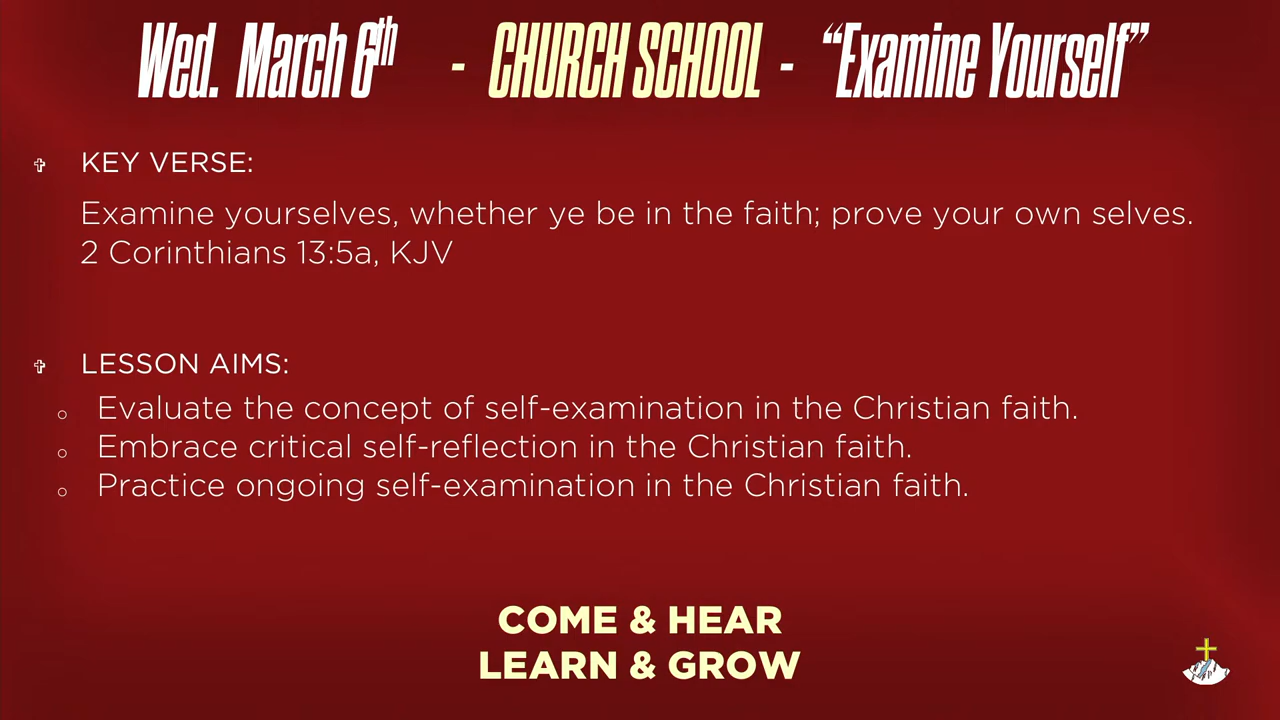 Wed. March 6th - CHURCH SCHOOL - “Examine Yourself”
KEY VERSE:
Examine yourselves, whether ye be in the faith; prove your own selves.
2 Corinthians 13:5a, KJV
LESSON AIMS:
Evaluate the concept of self-examination in the Christian faith.
Embrace critical self-reflection in the Christian faith.
Practice ongoing self-examination in the Christian faith.
COME & HEAR
LEARN & GROW